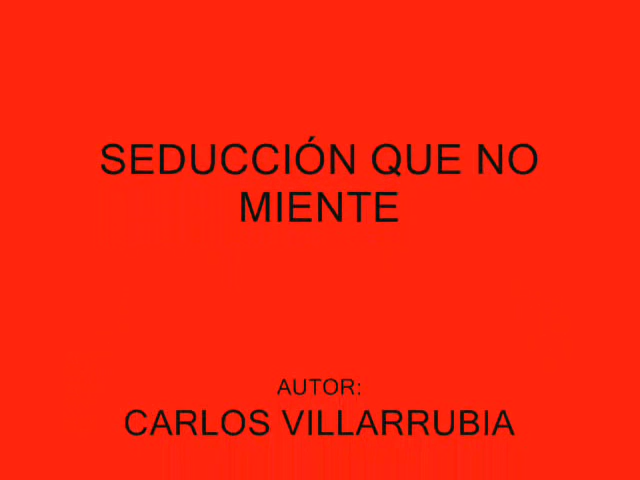 SEDUCCIÓN QUE NO
MIENTE
AUTOR:
CARLOS VILLARRUBIA